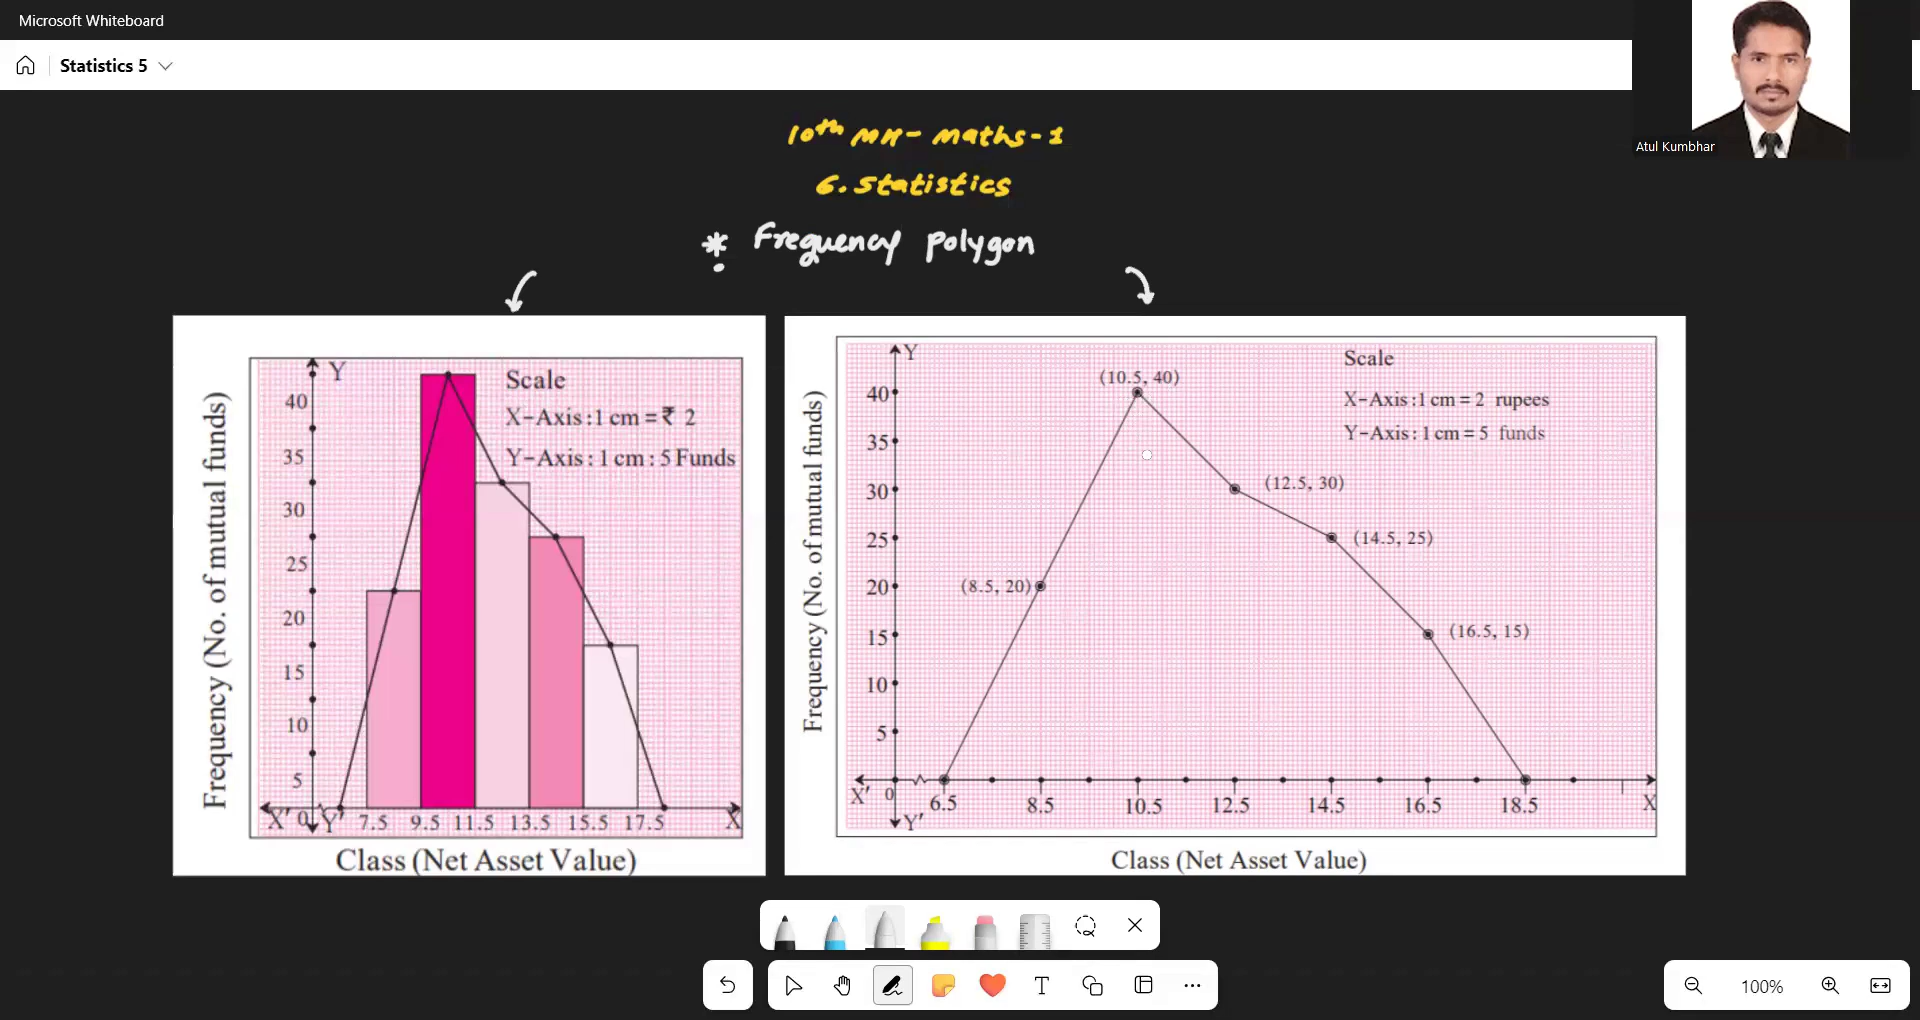 Microsoft Whiteboard
Statistics 5
Atul Kumbhar
10th MH- maths-1
6. Statistics
* Frequency polygon
Frequency (No. of mutual funds)
Y
Scale
X-Axis :1 cm = ₹ 2
Y-Axis : 1 cm : 5 Funds
40
35
30
25
20
15
10
5
X' 0 Y' 7.5 9.5 11.5 13.5 15.5 17.5 X
Class (Net Asset Value)
Frequency (No. of mutual funds)
Y
Scale
X-Axis :1 cm = 2 rupees
Y-Axis : 1 cm = 5 funds
(10.5, 40)
(12.5, 30)
(14.5, 25)
(8.5, 20)
(16.5, 15)
40
35
30
25
20
15
10
5
X' 0 6.5 8.5 10.5 12.5 14.5 16.5 18.5 X
Y'
Class (Net Asset Value)
T
100%